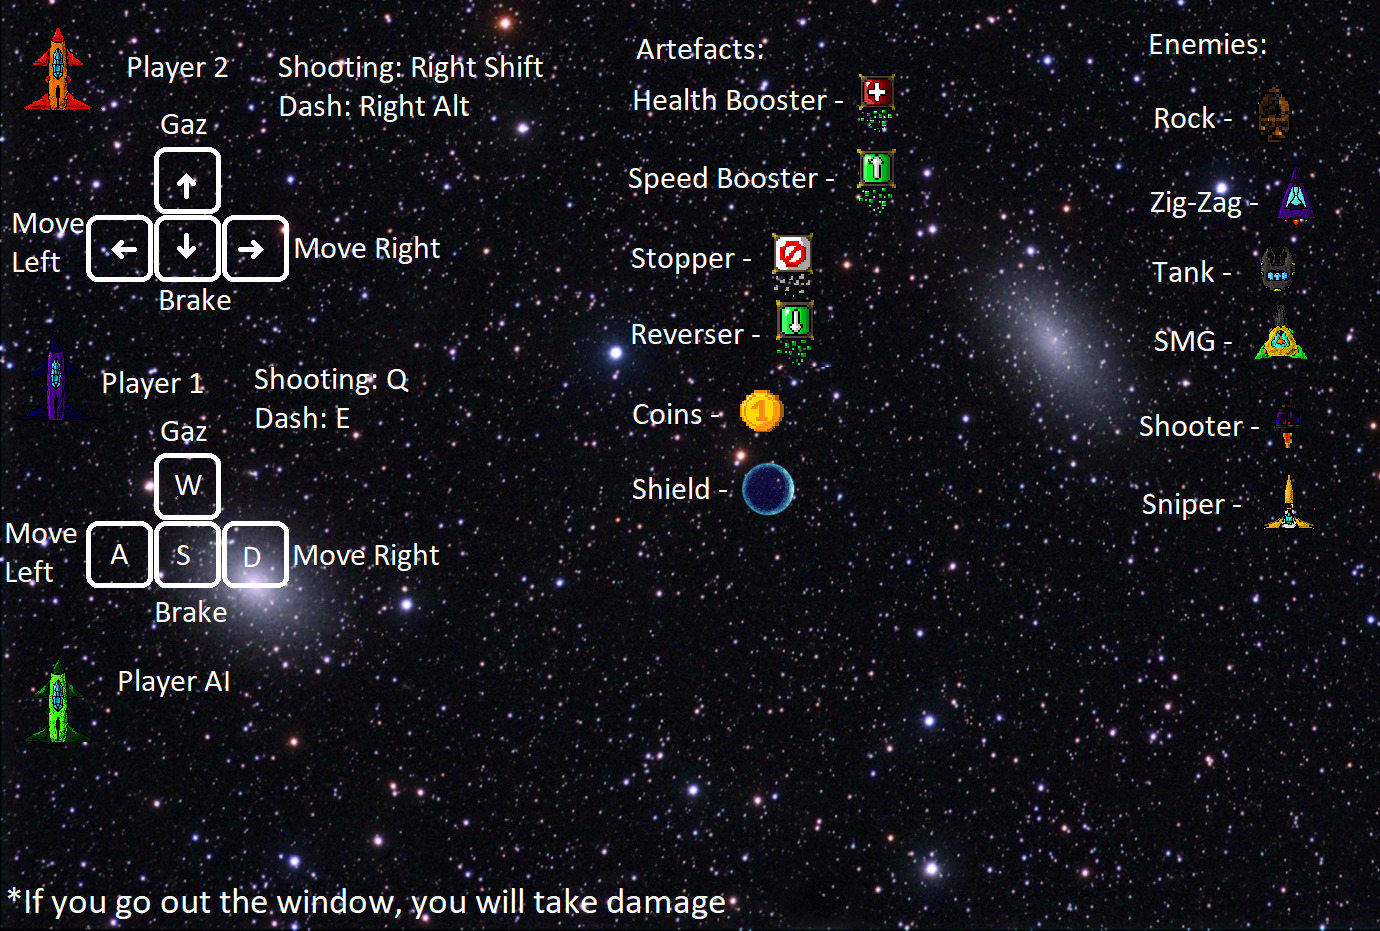 Player 2
Shooting: Right Shift
Dash: Right Alt
Gaz
Move
Left
Move Right
Brake
Player 1
Shooting: Q
Dash: E
Gaz
W
Move
Left
A
S
D
Move Right
Brake
Player AI
Artefacts:
Health Booster -
Speed Booster -
Stopper -
Reverser -
Coins -
1
Shield -
Enemies:
Rock -
Zig-Zag -
Tank -
SMG -
Shooter -
Sniper -
*If you go out the window, you will take damage